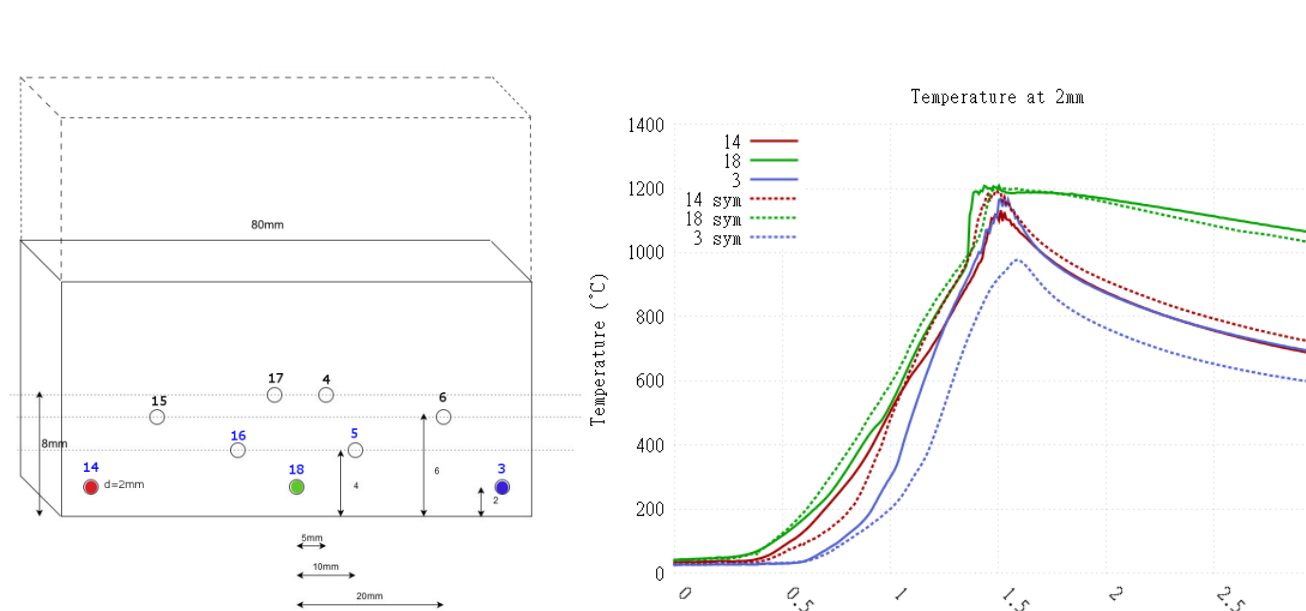 80mm
17
4
15
6
16
5
8mm
14
18
3
d=2mm
4
6
2
5mm
10mm
20mm
Temperature at 2mm
Temperature (°C)
1400
1200
1000
800
600
400
200
0
14
18
3
14 sym
18 sym
3 sym
0
0.5
1
1.5
2
2.5